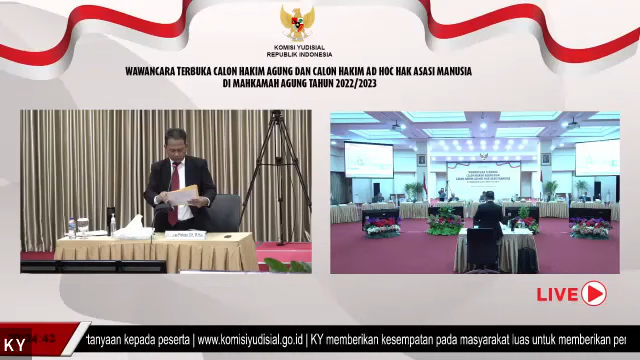 KOMISI YUDISIAL
REPUBLIK INDONESIA
WAWANCARA TERBUKA CALON HAKIM AGUNG DAN CALON HAKIM AD HOC HAK ASASI MANUSIA
DI MAHKAMAH AGUNG TAHUN 2022/2023
LIVE
KY
tanyaan kepada peserta | www.komisiyudisial.go.id | KY memberikan kesempatan pada masyarakat luas untuk memberikan per